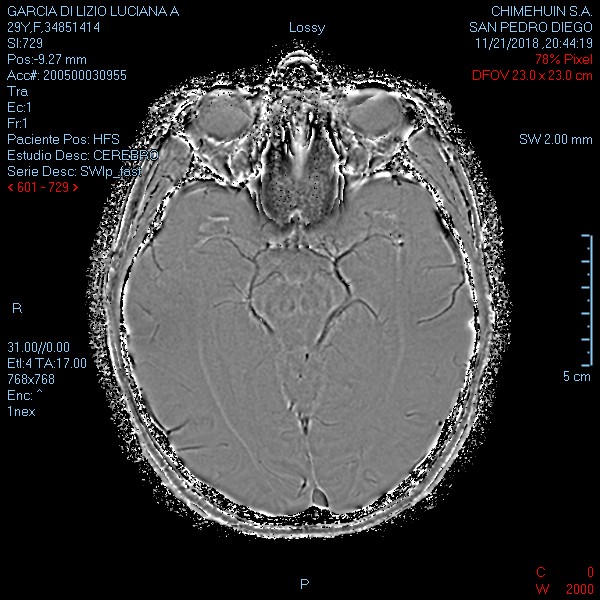 GARCIA DI LIZIO LUCIANA A
29Y,F,34851414
Sl:729
Pos:-9.27 mm
Acc#: 200500030955
Tra
Ec:1
Fr:1
Paciente Pos: HFS
Estudio Desc: CEREBRO
Serie Desc: SWIp_fast
< 601 - 729 >
Lossy
CHIMEHUIN S.A.
SAN PEDRO DIEGO
11/21/2018 ,20:44:19
78% Pixel
DFOV 23.0 x 23.0 cm
SW 2.00 mm
R
31.00//0.00
Etl:4 TA:17.00
768x768
Enc: ^
1nex
5 cm
P
C 0
W 2000